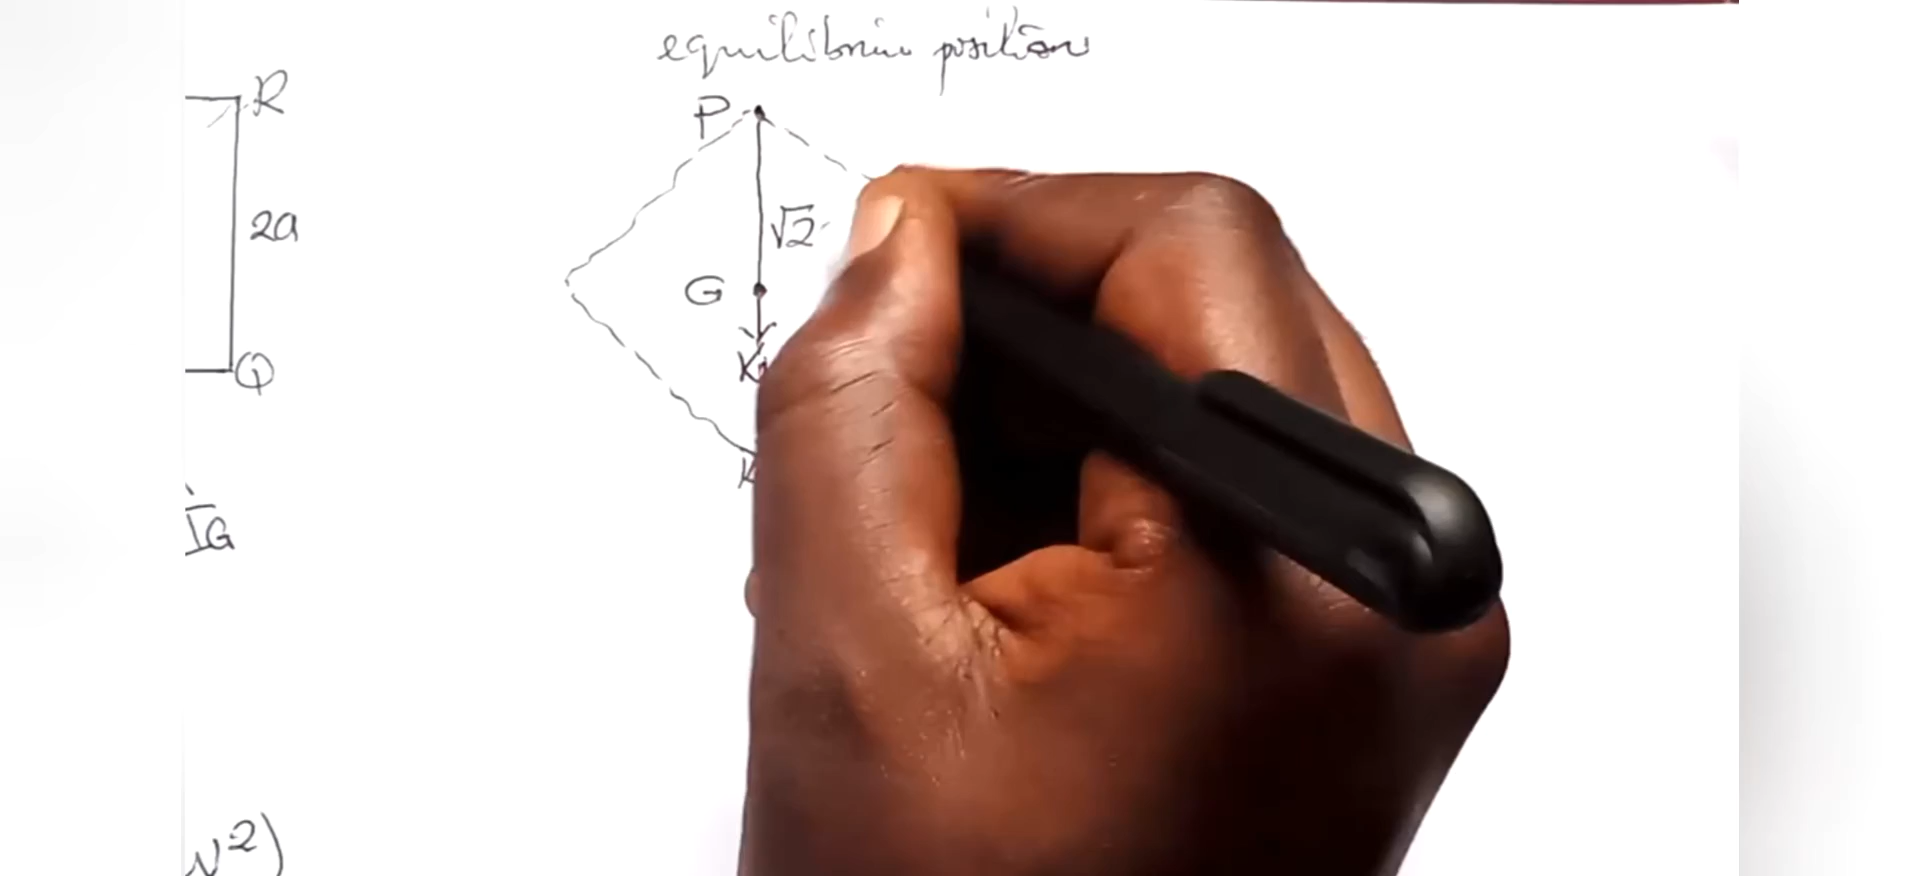 equilibrium position
R
P
2a
√2
G
Q
IG